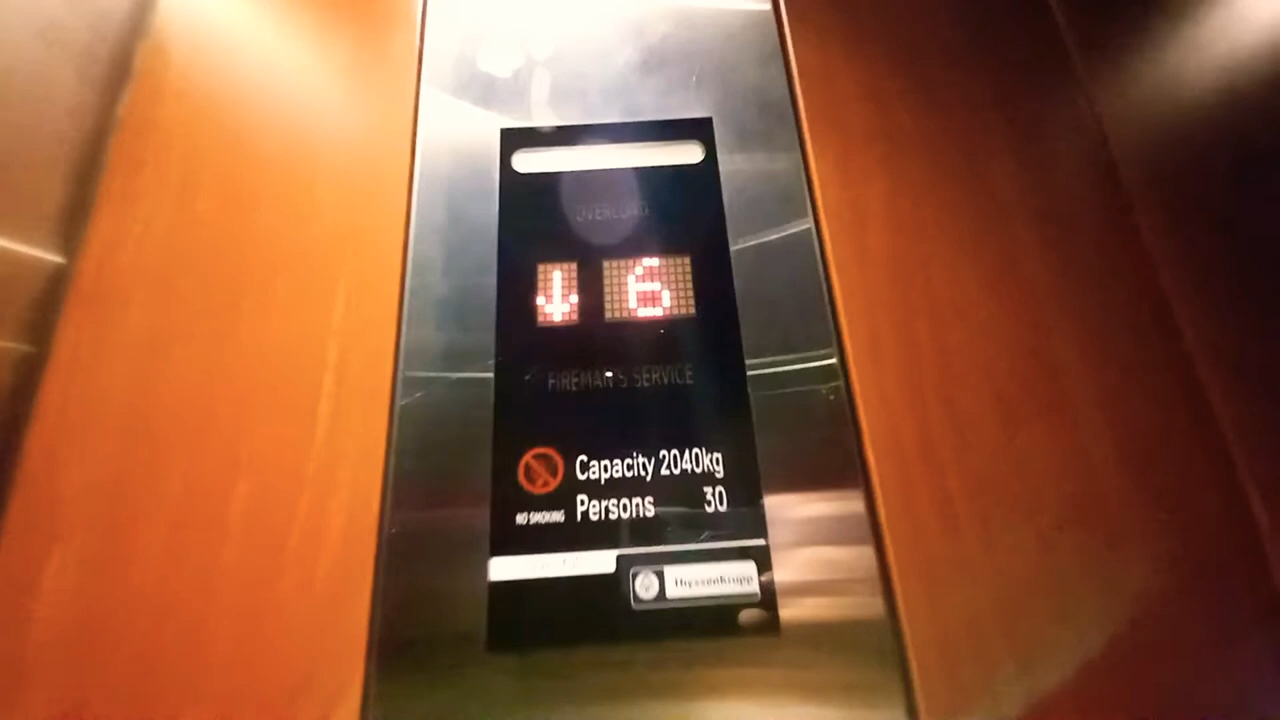 OVERLOAD
↓ 6
FIREMAN'S SERVICE
Capacity 2040kg
Persons 30
NO SMOKING
ThyssenKrupp